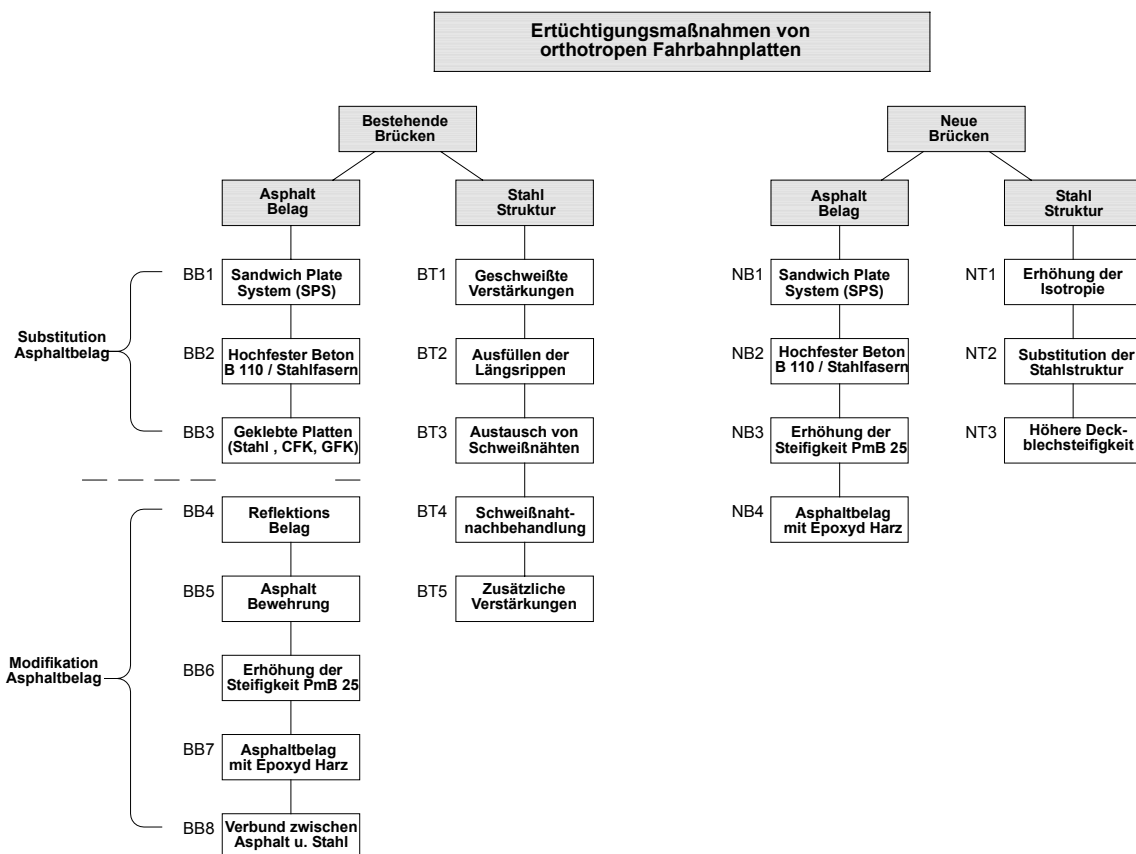 Ertüchtigungsmaßnahmen von
orthotropen Fahrbahnplatten
Bestehende
Brücken
Neue
Brücken
Asphalt
Belag
Stahl
Struktur
Asphalt
Belag
Stahl
Struktur
Substitution
Asphaltbelag
BB1
Sandwich Plate
System (SPS)
BB2
Hochfester Beton
B 110 / Stahlfasern
BB3
Geklebte Platten
(Stahl , CFK, GFK)
Modifikation
Asphaltbelag
BB4
Reflektions
Belag
BB5
Asphalt
Bewehrung
BB6
Erhöhung der
Steifigkeit PmB 25
BB7
Asphaltbelag
mit Epoxyd Harz
BB8
Verbund zwischen
Asphalt u. Stahl
BT1
Geschweißte
Verstärkungen
BT2
Ausfüllen der
Längsrippen
BT3
Austausch von
Schweißnähten
BT4
Schweißnaht-
nachbehandlung
BT5
Zusätzliche
Verstärkungen
NB1
Sandwich Plate
System (SPS)
NB2
Hochfester Beton
B 110 / Stahlfasern
NB3
Erhöhung der
Steifigkeit PmB 25
NB4
Asphaltbelag
mit Epoxyd Harz
NT1
Erhöhung der
Isotropie
NT2
Substitution der
Stahlstruktur
NT3
Höhere Deck-
blechsteifigkeit